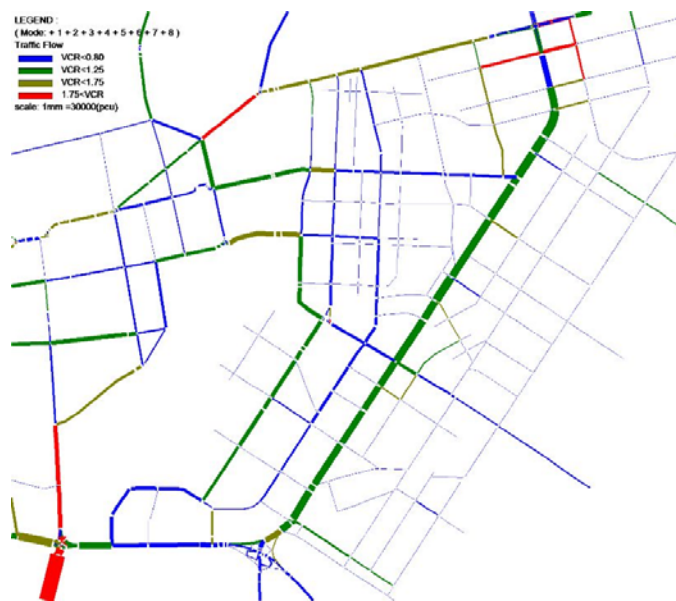 LEGEND :
( Mode: + 1 + 2 + 3 + 4 + 5 + 6 + 7 + 8 )
Traffic Flow
VCR<0.80
VCR<1.25
VCR<1.75
1.75<VCR
scale: 1mm =30000(pcu)